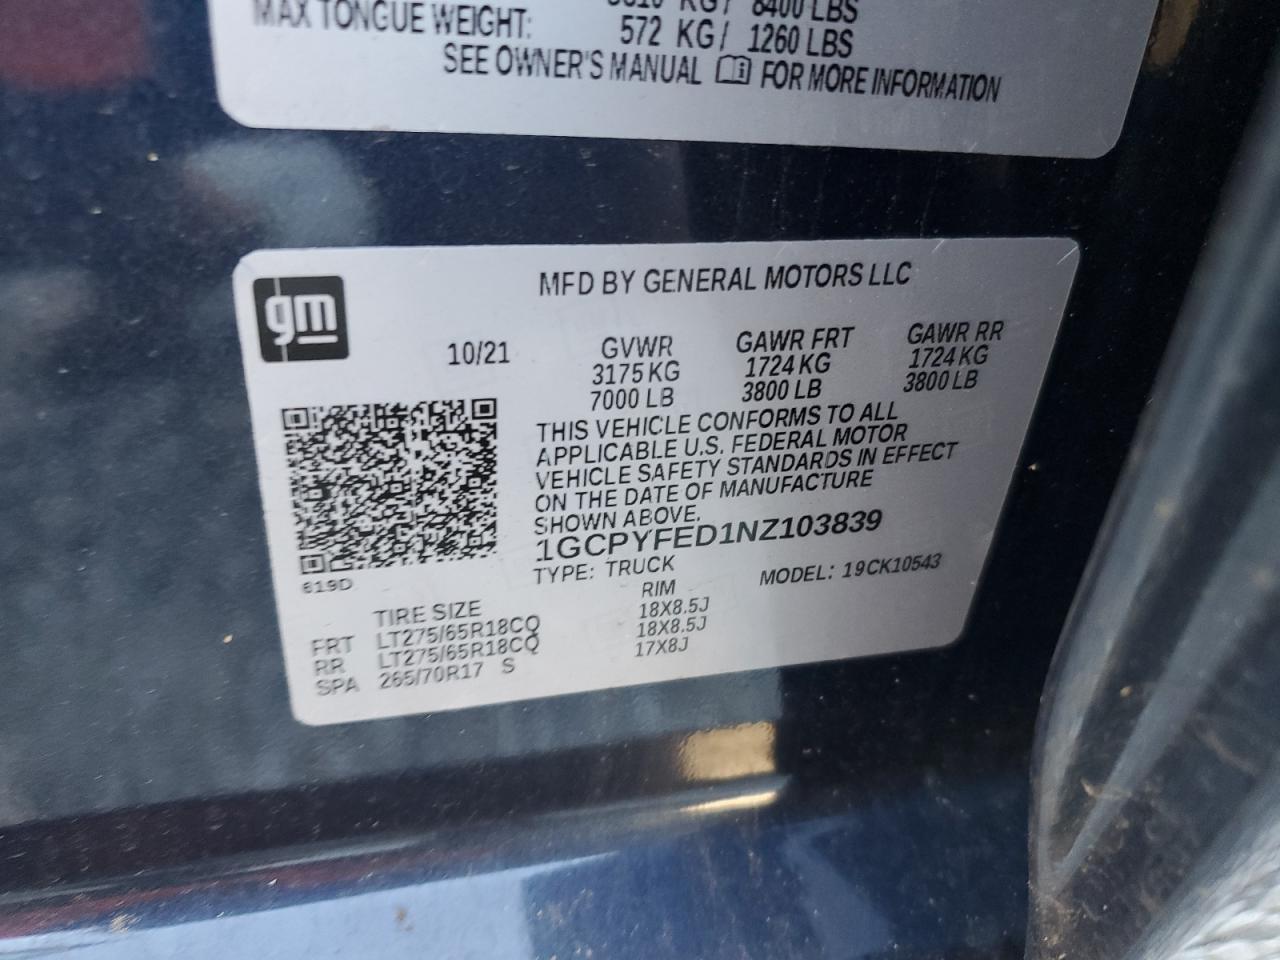 KG / 8400 LBS
MAX TONGUE WEIGHT: 572 KG / 1260 LBS
SEE OWNER'S MANUAL FOR MORE INFORMATION
gm
MFD BY GENERAL MOTORS LLC
10/21 GVWR GAWR FRT GAWR RR
3175 KG 1724 KG 1724 KG
7000 LB 3800 LB 3800 LB
THIS VEHICLE CONFORMS TO ALL
APPLICABLE U.S. FEDERAL MOTOR
VEHICLE SAFETY STANDARDS IN EFFECT
ON THE DATE OF MANUFACTURE
SHOWN ABOVE.
1GCPYFED1NZ103839
619D TYPE: TRUCK MODEL: 19CK10543
TIRE SIZE RIM
FRT LT275/65R18CQ 18X8.5J
RR LT275/65R18CQ 18X8.5J
SPA 265/70R17 S 17X8J